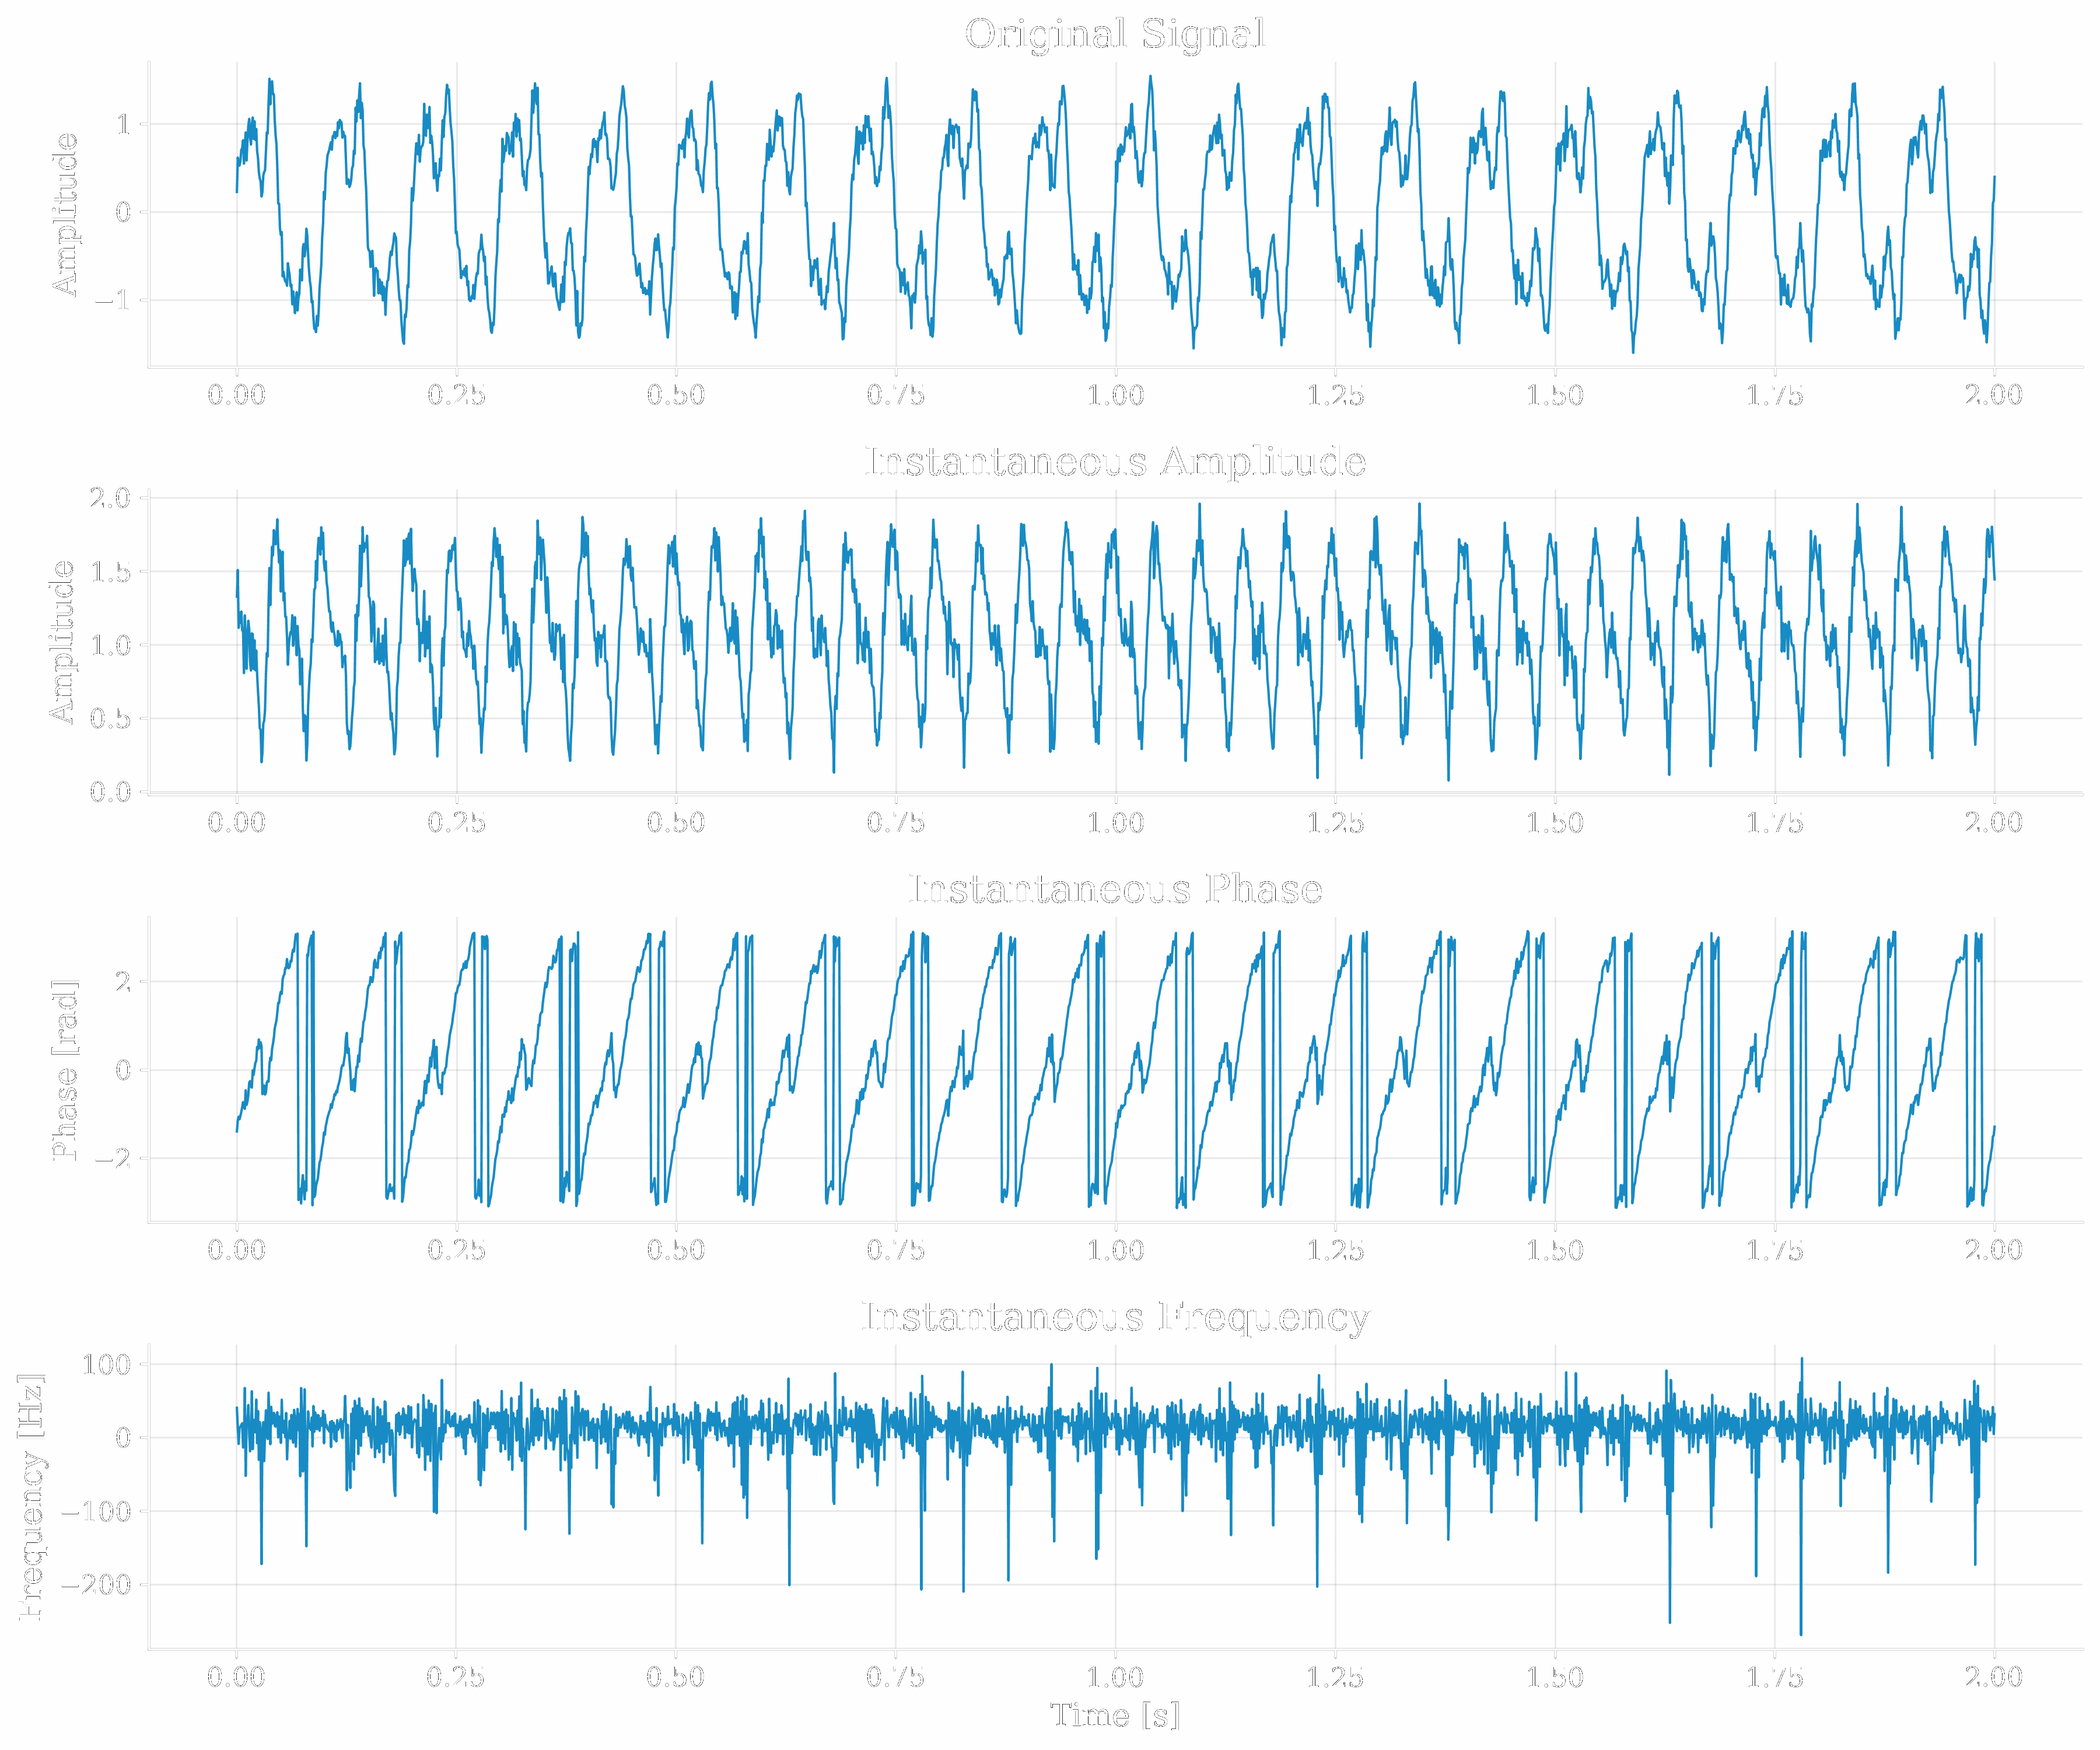 Original Signal
Amplitude
1
0
−1
0.00 0.25 0.50 0.75 1.00 1.25 1.50 1.75 2.00
Instantaneous Amplitude
Amplitude
2.0
1.5
1.0
0.5
0.0
0.00 0.25 0.50 0.75 1.00 1.25 1.50 1.75 2.00
Instantaneous Phase
Phase [rad]
2
0
−2
0.00 0.25 0.50 0.75 1.00 1.25 1.50 1.75 2.00
Instantaneous Frequency
Frequency [Hz]
100
0
−100
−200
0.00 0.25 0.50 0.75 1.00 1.25 1.50 1.75 2.00
Time [s]